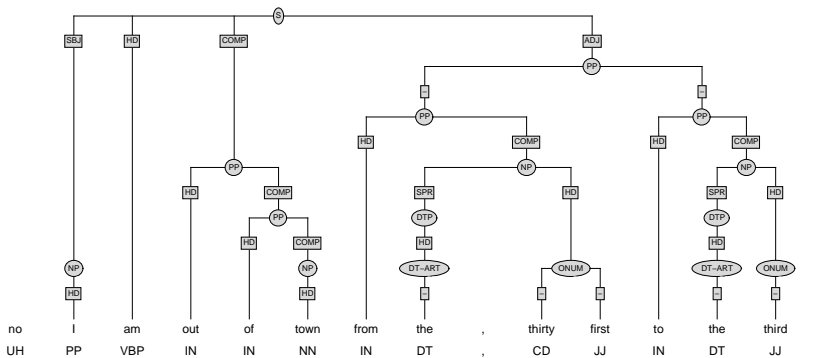 S
SBJ HD COMP ADJ
PP
– –
PP PP
HD COMP HD COMP
PP NP NP
HD COMP SPR HD SPR HD
PP DTP DTP
HD COMP HD HD
NP NP DT–ART ONUM DT–ART ONUM
HD HD – – – – –
no I am out of town from the , thirty first to the third
UH PP VBP IN IN NN IN DT , CD JJ IN DT JJ